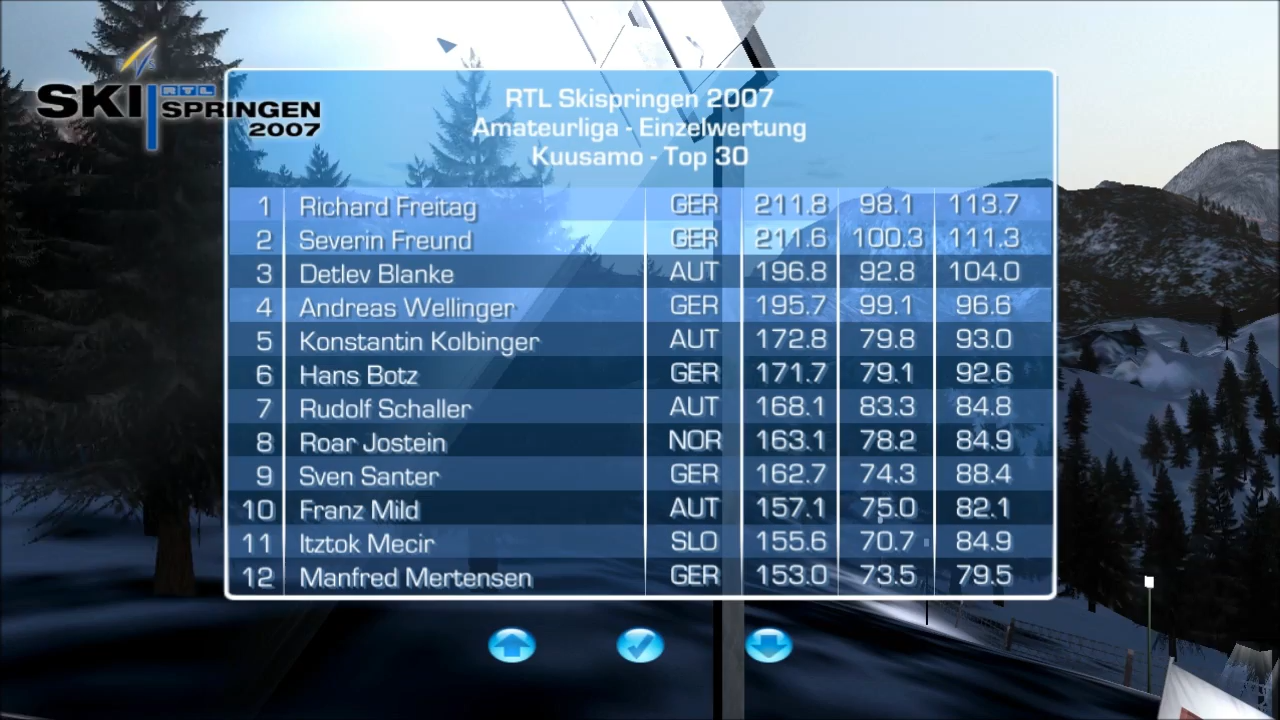 SKI RTL SPRINGEN 2007
RTL Skispringen 2007
Amateurliga - Einzelwertung
Kuusamo - Top 30
1 Richard Freitag GER 211.8 98.1 113.7
2 Severin Freund GER 211.6 100.3 111.3
3 Detlev Blanke AUT 196.8 92.8 104.0
4 Andreas Wellinger GER 195.7 99.1 96.6
5 Konstantin Kolbinger AUT 172.8 79.8 93.0
6 Hans Botz GER 171.7 79.1 92.6
7 Rudolf Schaller AUT 168.1 83.3 84.8
8 Roar Jostein NOR 163.1 78.2 84.9
9 Sven Santer GER 162.7 74.3 88.4
10 Franz Mild AUT 157.1 75.0 82.1
11 Itztok Mecir SLO 155.6 70.7 84.9
12 Manfred Mertensen GER 153.0 73.5 79.5